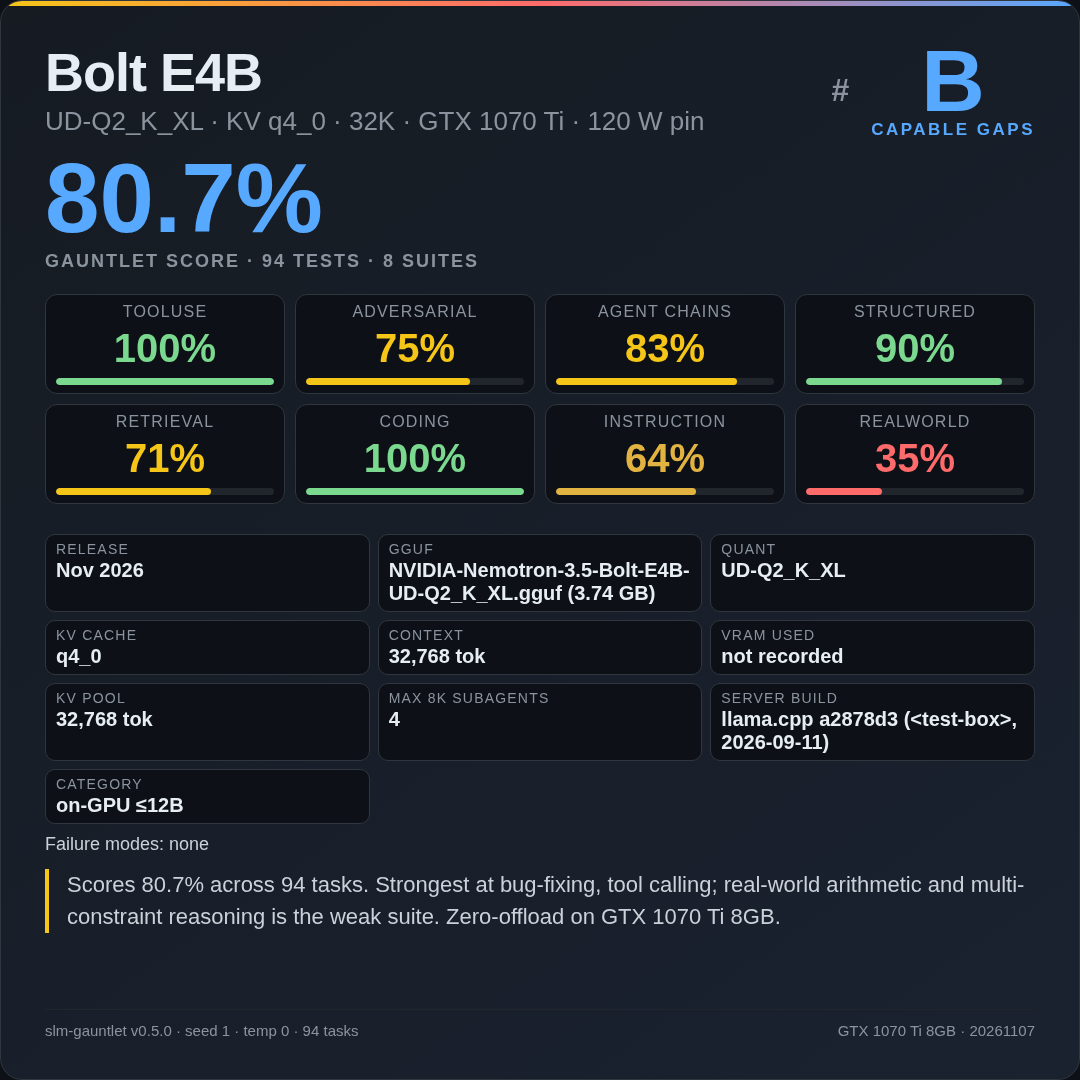 Bolt E4B
UD-Q2_K_XL · KV q4_0 · 32K · GTX 1070 Ti · 120 W pin
#
B
CAPABLE GAPS
80.7%
GAUNTLET SCORE · 94 TESTS · 8 SUITES
TOOLUSE
100%
ADVERSARIAL
75%
AGENT CHAINS
83%
STRUCTURED
90%
RETRIEVAL
71%
CODING
100%
INSTRUCTION
64%
REALWORLD
35%
RELEASE
Nov 2026
GGUF
NVIDIA-Nemotron-3.5-Bolt-E4B-
UD-Q2_K_XL.gguf (3.74 GB)
QUANT
UD-Q2_K_XL
KV CACHE
q4_0
CONTEXT
32,768 tok
VRAM USED
not recorded
KV POOL
32,768 tok
MAX 8K SUBAGENTS
4
SERVER BUILD
llama.cpp a2878d3 (<test-box>,
2026-09-11)
CATEGORY
on-GPU ≤12B
Failure modes: none
Scores 80.7% across 94 tasks. Strongest at bug-fixing, tool calling; real-world arithmetic and multi-
constraint reasoning is the weak suite. Zero-offload on GTX 1070 Ti 8GB.
slm-gauntlet v0.5.0 · seed 1 · temp 0 · 94 tasks
GTX 1070 Ti 8GB · 20261107